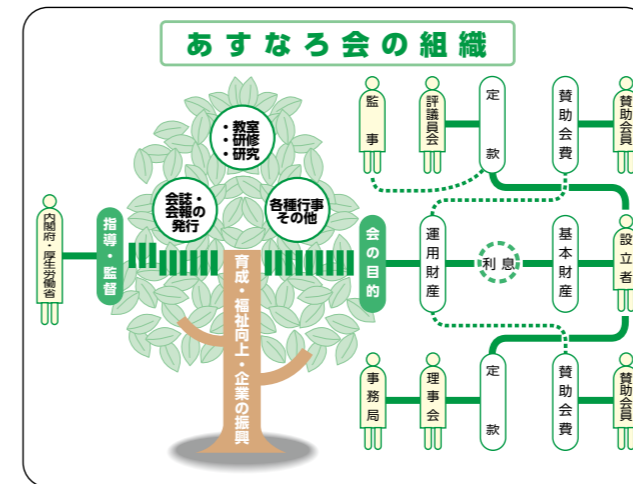 あすなろ会の組織
・教室
・研修
・研究
会誌・
会報の
発行
各種行事
その他
育成・福祉向上・企業の振興
内閣府・厚生労働省
指導・監督
会の目的
監事
評議員会
定款
賛助会費
賛助会員
運用財産
利息
基本財産
設立者
事務局
理事会
定款
賛助会費
賛助会員